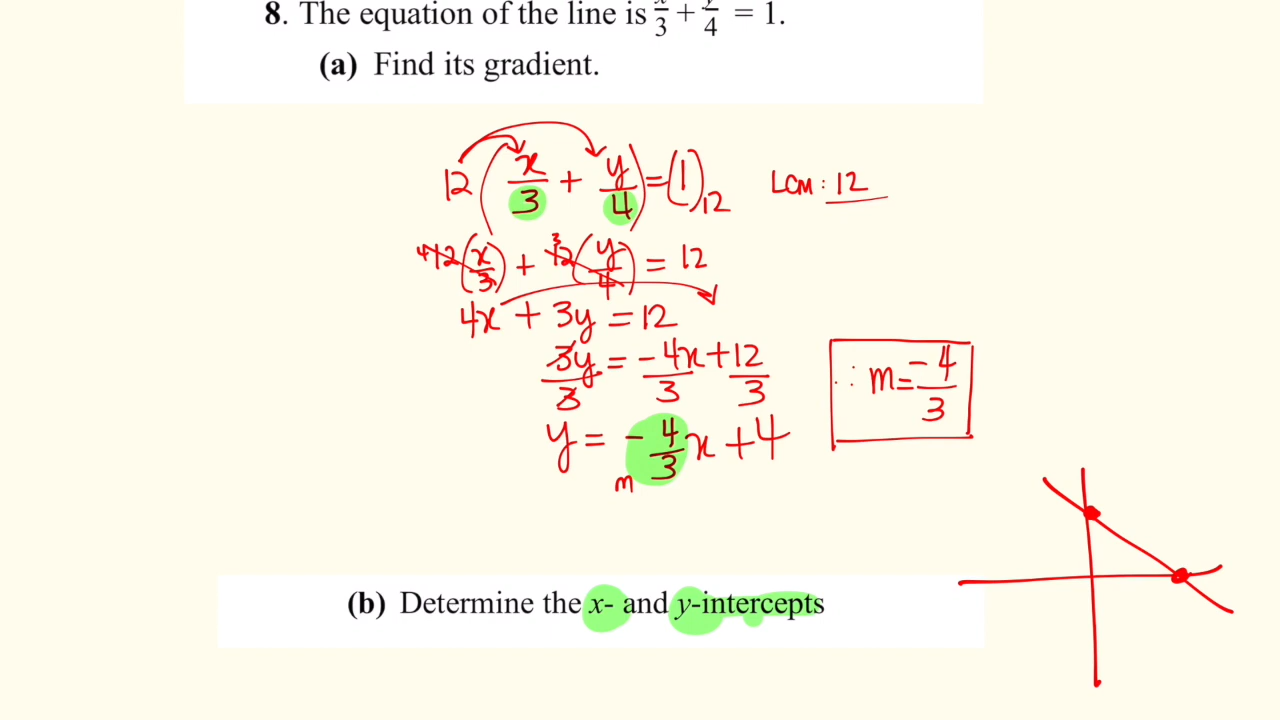 8. The equation of the line is x/3 + y/4 = 1.
(a) Find its gradient.
12 ( x/3 + y/4 ) = (1)12
LCM : 12
4 12(x/3) + 3 12(y/4) = 12
4x + 3y = 12
3y/3 = -4x/3 + 12/3
∴ m = -4/3
y = - 4/3 x + 4
m
(b) Determine the x- and y-intercepts